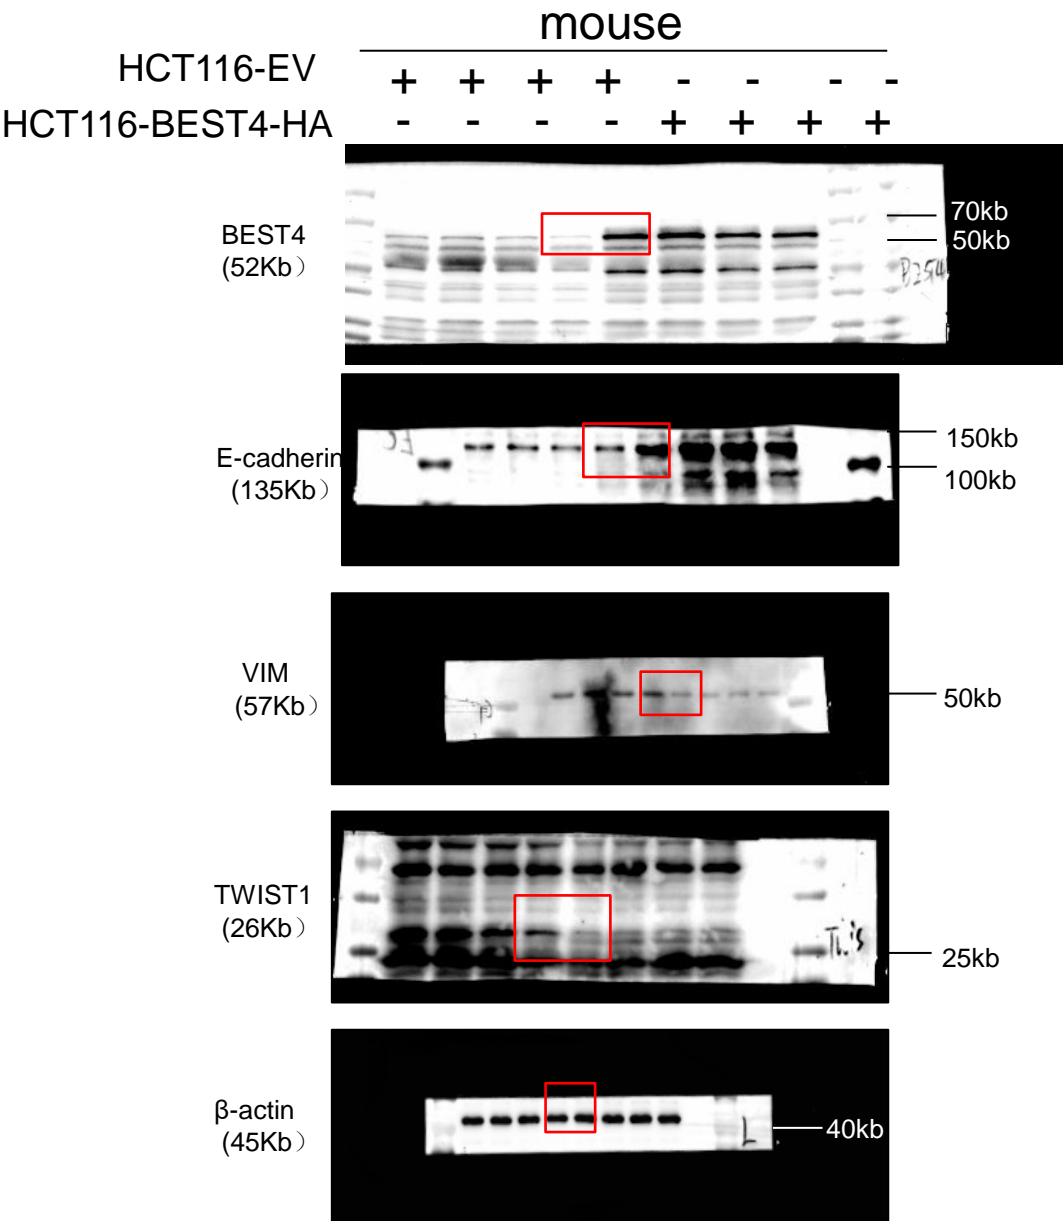 mouse
HCT116-EV + + + + - - - -
HCT116-BEST4-HA - - - - + + + +
BEST4
(52Kb）
70kb
50kb
E-cadherin
(135Kb）
150kb
100kb
VIM
(57Kb）
50kb
TWIST1
(26Kb）
25kb
β-actin
(45Kb）
40kb
L